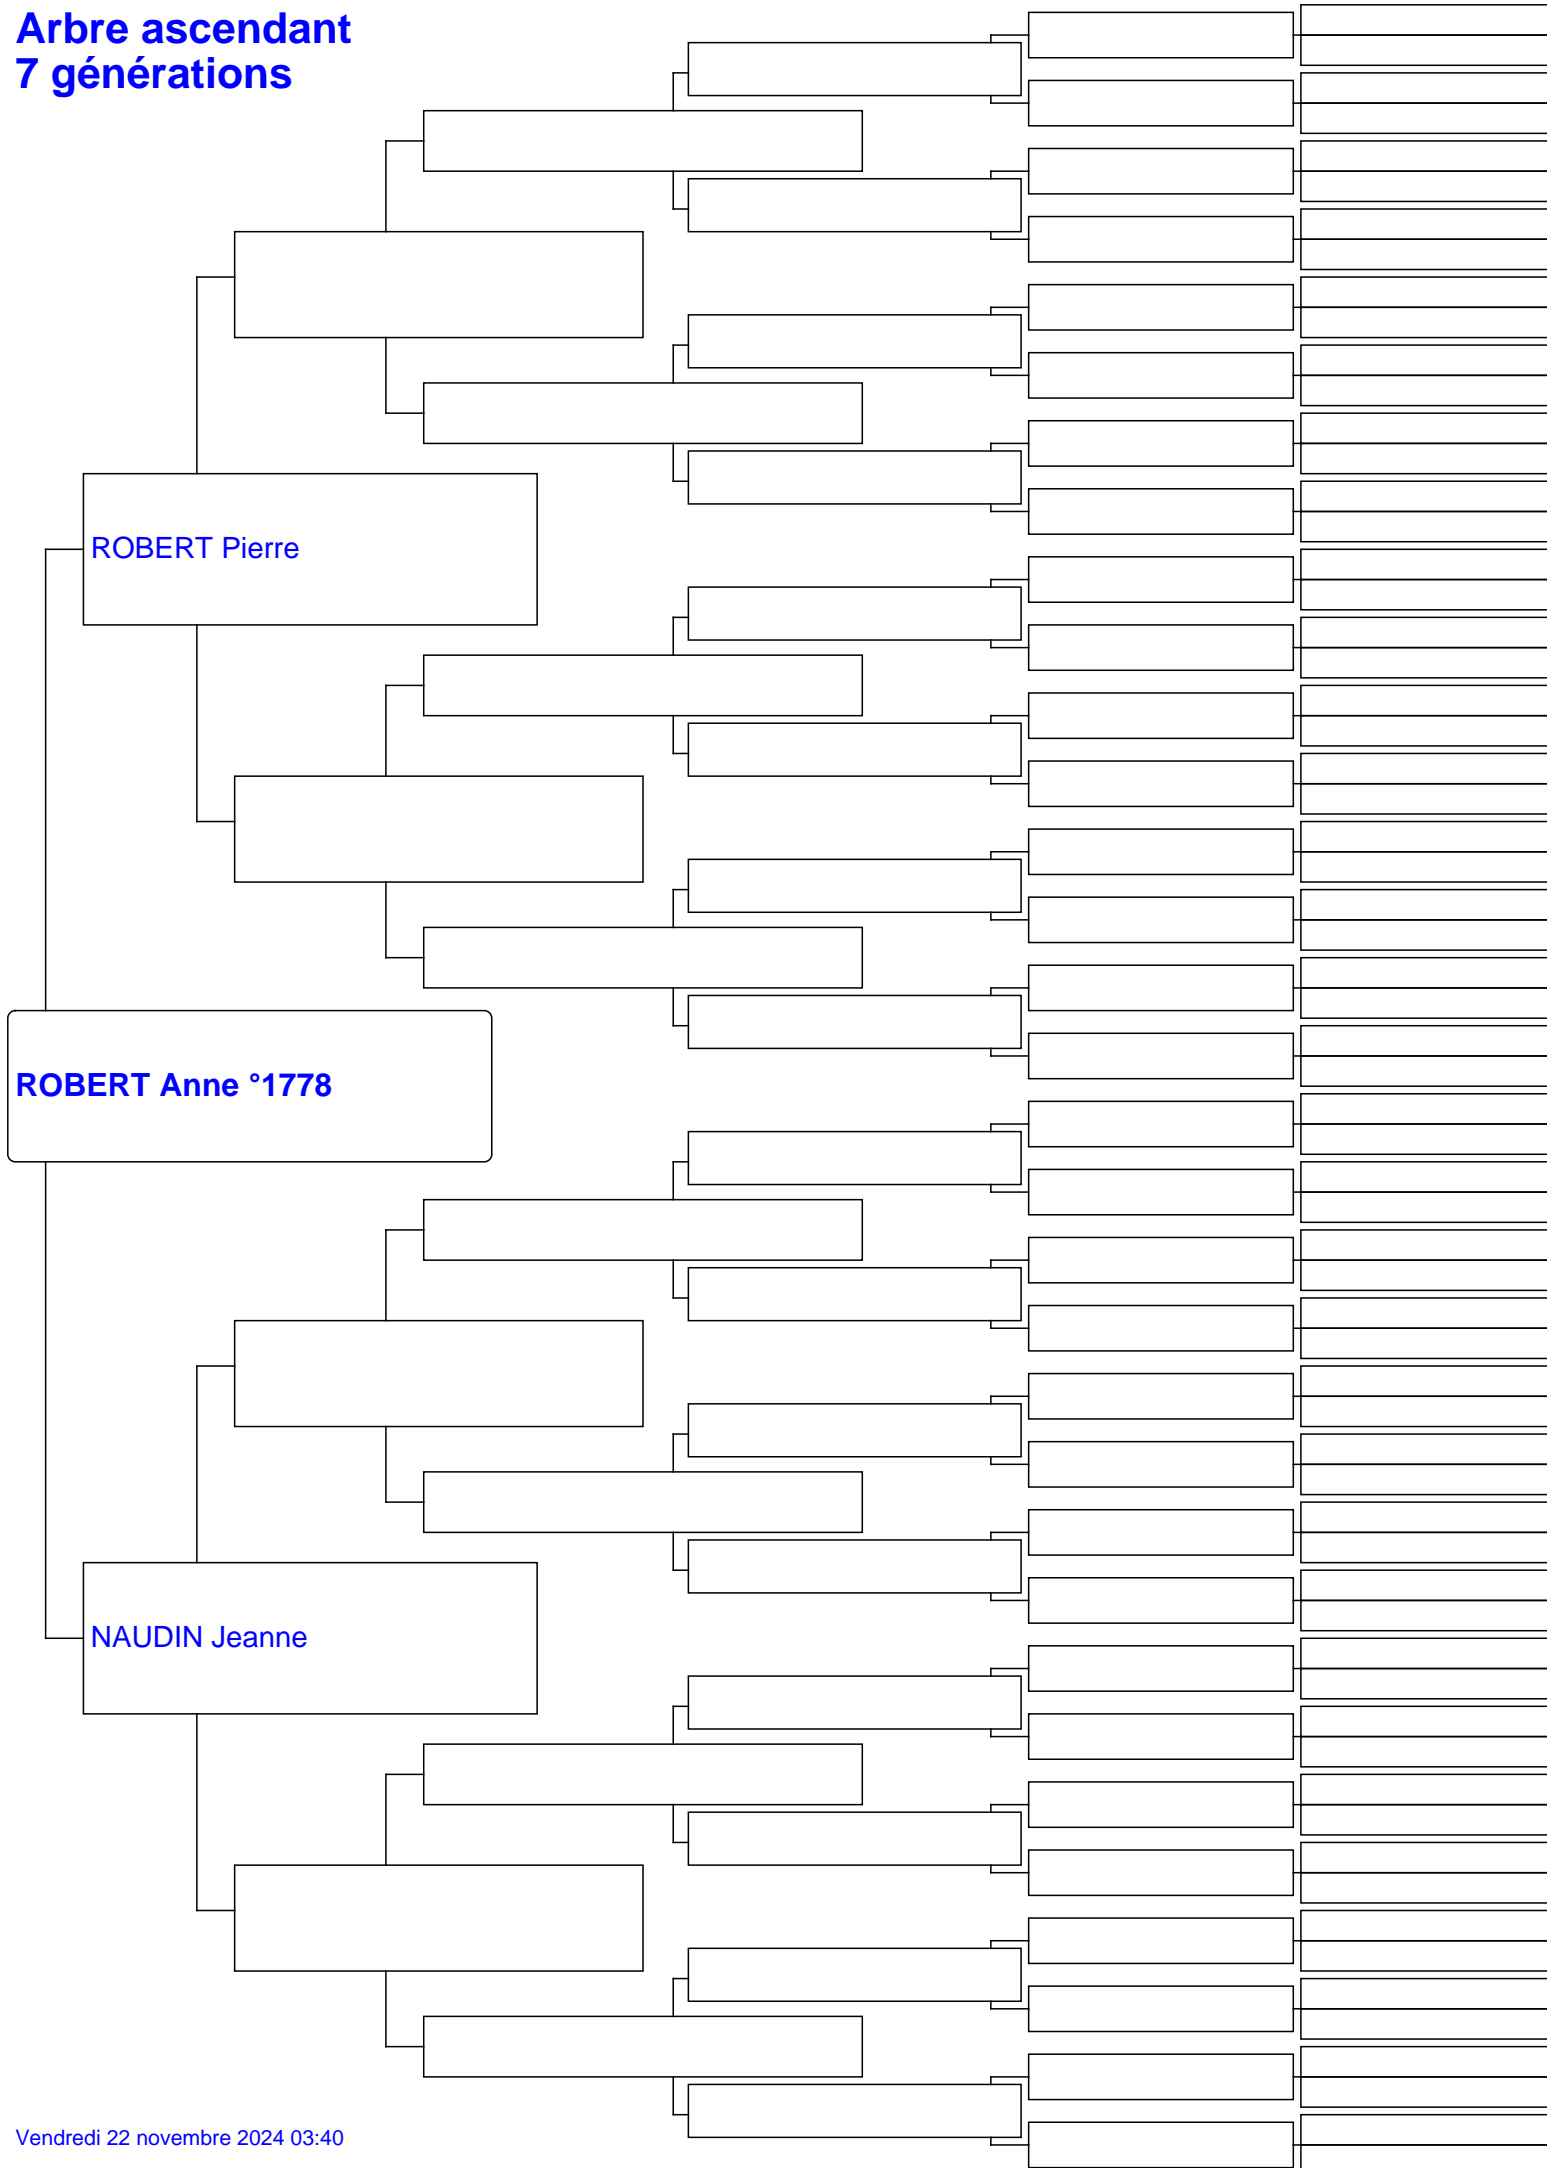 Arbre ascendant
7 générations
ROBERT Pierre
ROBERT Anne °1778
NAUDIN Jeanne
Vendredi 22 novembre 2024 03:40